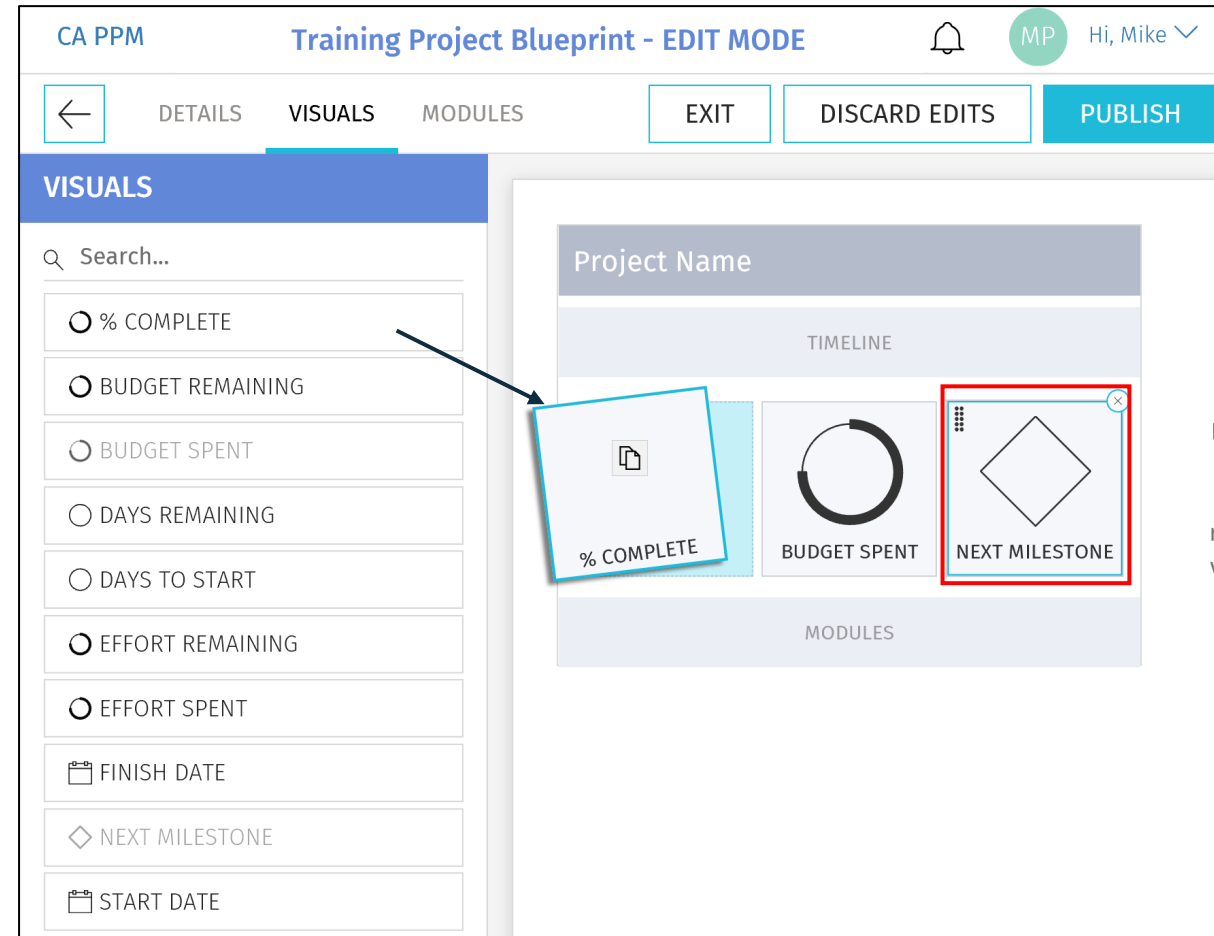 CA PPM
Training Project Blueprint - EDIT MODE
MP
Hi, Mike
DETAILS
VISUALS
MODULES
EXIT
DISCARD EDITS
PUBLISH
VISUALS
Search...
% COMPLETE
BUDGET REMAINING
BUDGET SPENT
DAYS REMAINING
DAYS TO START
EFFORT REMAINING
EFFORT SPENT
FINISH DATE
NEXT MILESTONE
START DATE
Project Name
TIMELINE
% COMPLETE
BUDGET SPENT
NEXT MILESTONE
MODULES